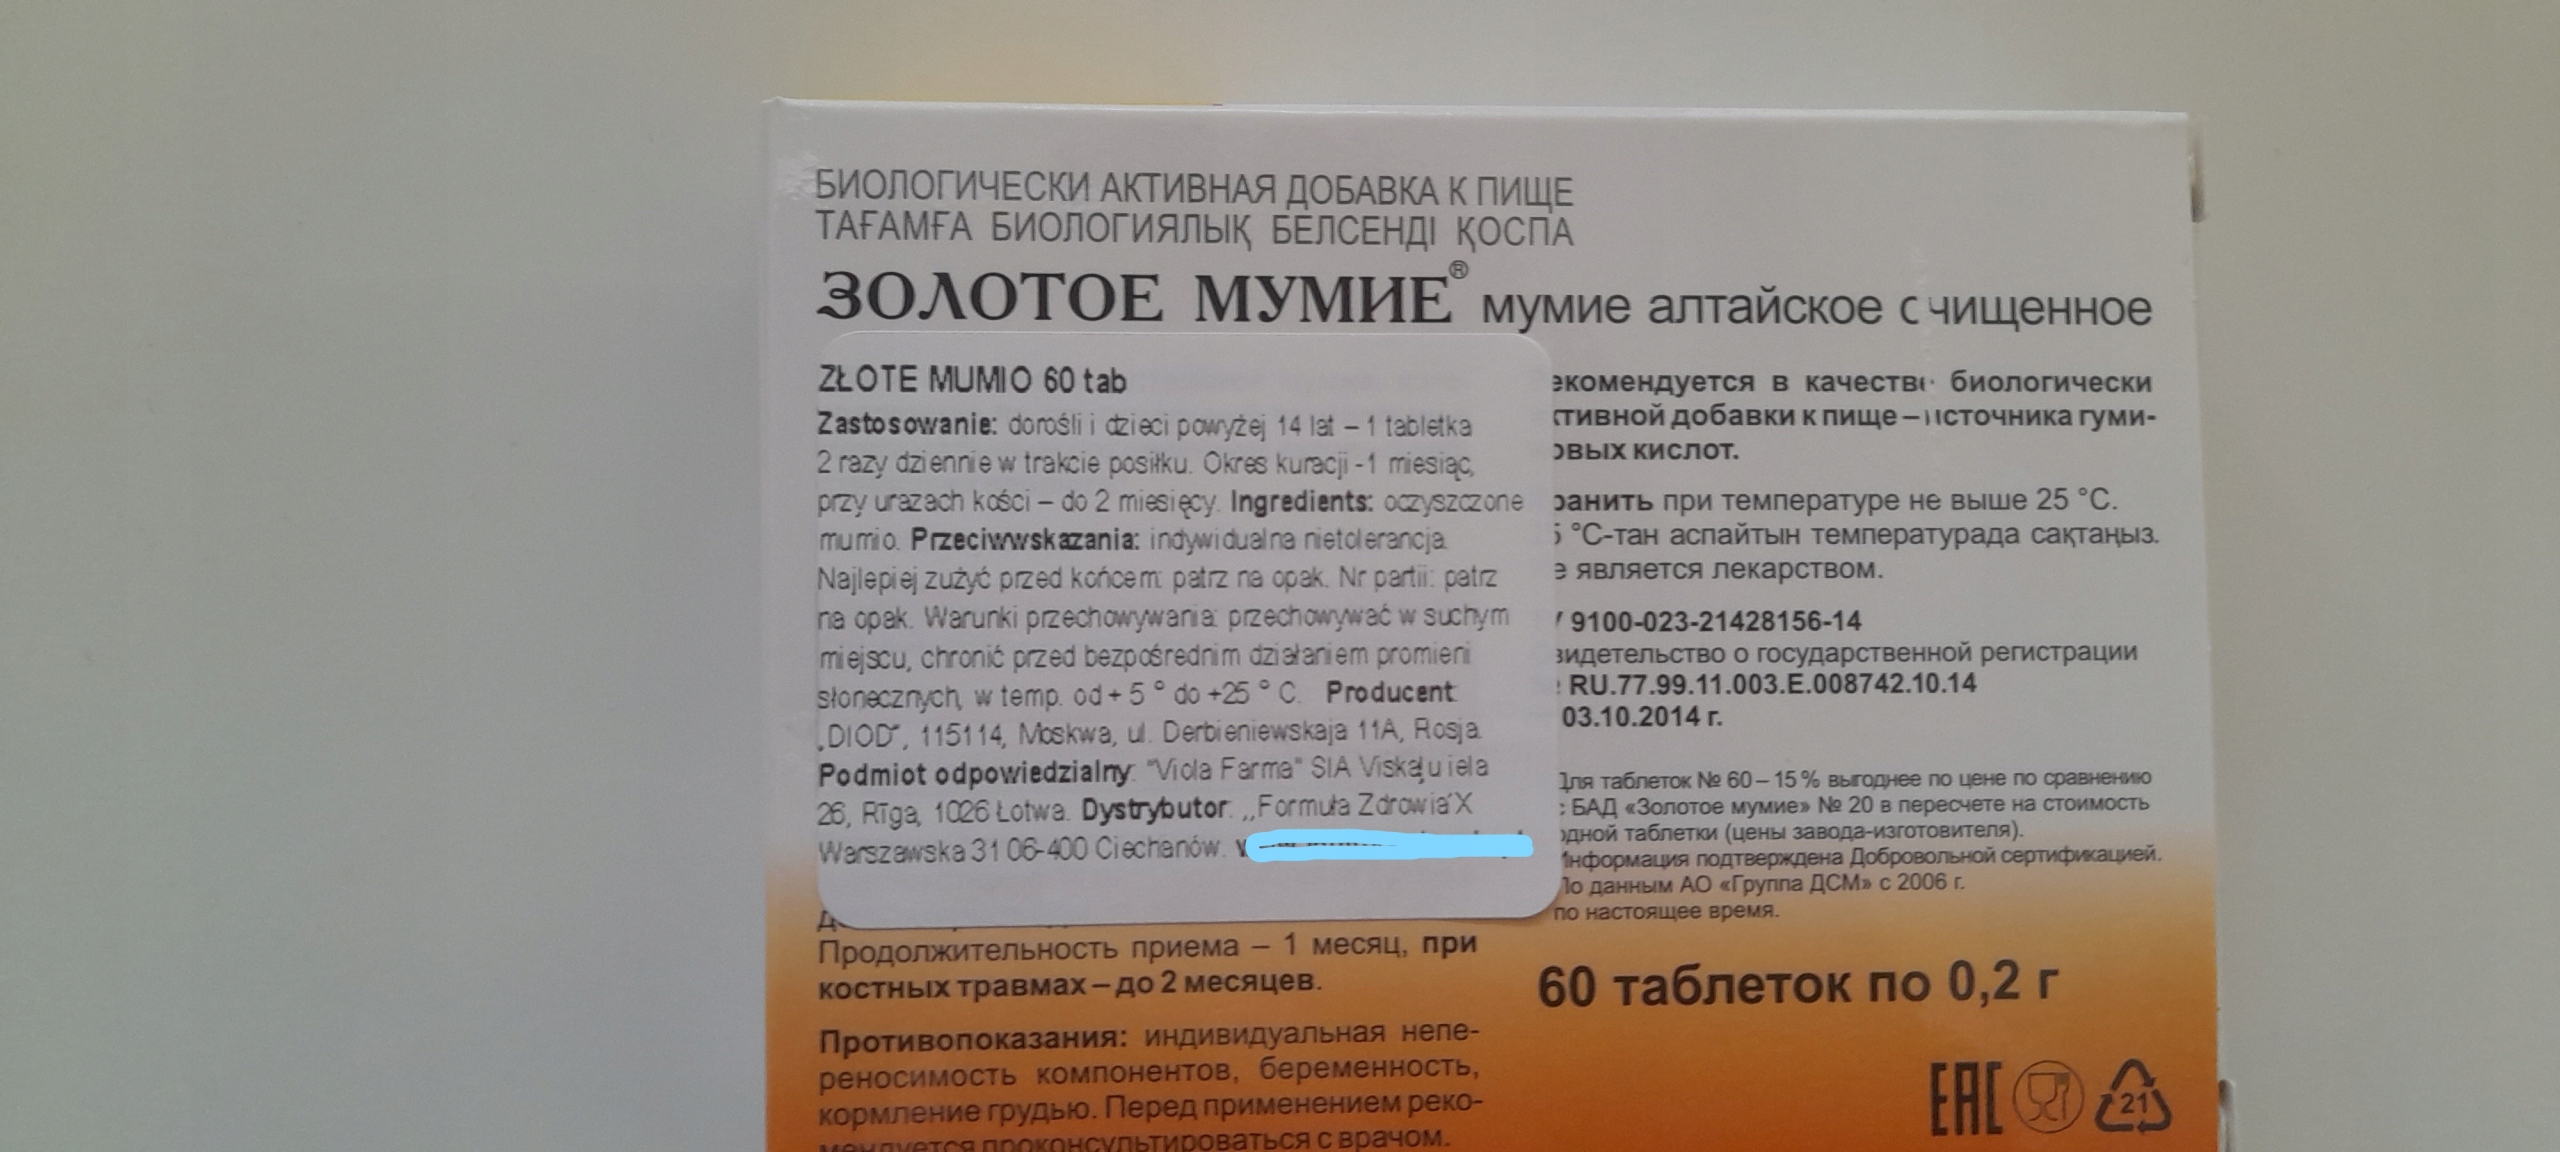 БИОЛОГИЧЕСКИ АКТИВНАЯ ДОБАВКА К ПИЩЕ
ТАҒАМҒА БИОЛОГИЯЛЫҚ БЕЛСЕНДІ ҚОСПА
ЗОЛОТОЕ МУМИЕ® мумие алтайское очищенное
ZŁOTE MUMIO 60 tab
Zastosowanie: dorośli i dzieci powyżej 14 lat – 1 tabletka
2 razy dziennie w trakcie posiłku. Okres kuracji -1 miesiąc,
przy urazach kości – do 2 miesięcy. Ingredients: oczyszczone
mumio. Przeciwwskazania: indywidualna nietolerancja.
Najlepiej zużyć przed końcem: patrz na opak. Nr partii: patrz
na opak. Warunki przechowywania: przechowywać w suchym
miejscu, chronić przed bezpośrednim działaniem promieni
słonecznych, w temp. od + 5 ° do +25 ° C. Producent:
„DIOD”, 115114, Moskwa, ul. Derbieniewskaja 11A, Rosja.
Podmiot odpowiedzialny: "Viola Farma" SIA Viskaļu iela
26, Rīga, 1026 Łotwa. Dystrybutor: ,,Formuła Zdrowia'X
Warszawska 31 06-400 Ciechanów.
Продолжительность приема – 1 месяц, при
костных травмах – до 2 месяцев.
Противопоказания: индивидуальная непе-
реносимость компонентов, беременность,
кормление грудью. Перед применением реко-
мендуется проконсультироваться с врачом.
екомендуется в качестве биологически
ктивной добавки к пище – источника гуми-
овых кислот.
ранить при температуре не выше 25 °C.
5 °C-тан аспайтын температурада сақтаңыз.
е является лекарством.
9100-023-21428156-14
видетельство о государственной регистрации
RU.77.99.11.003.Е.008742.10.14
03.10.2014 г.
Для таблеток № 60 – 15 % выгоднее по цене по сравнению
с БАД «Золотое мумие» № 20 в пересчете на стоимость
одной таблетки (цены завода-изготовителя).
Информация подтверждена Добровольной сертификацией.
По данным АО «Группа ДСМ» с 2006 г.
по настоящее время.
60 таблеток по 0,2 г
EAC
21